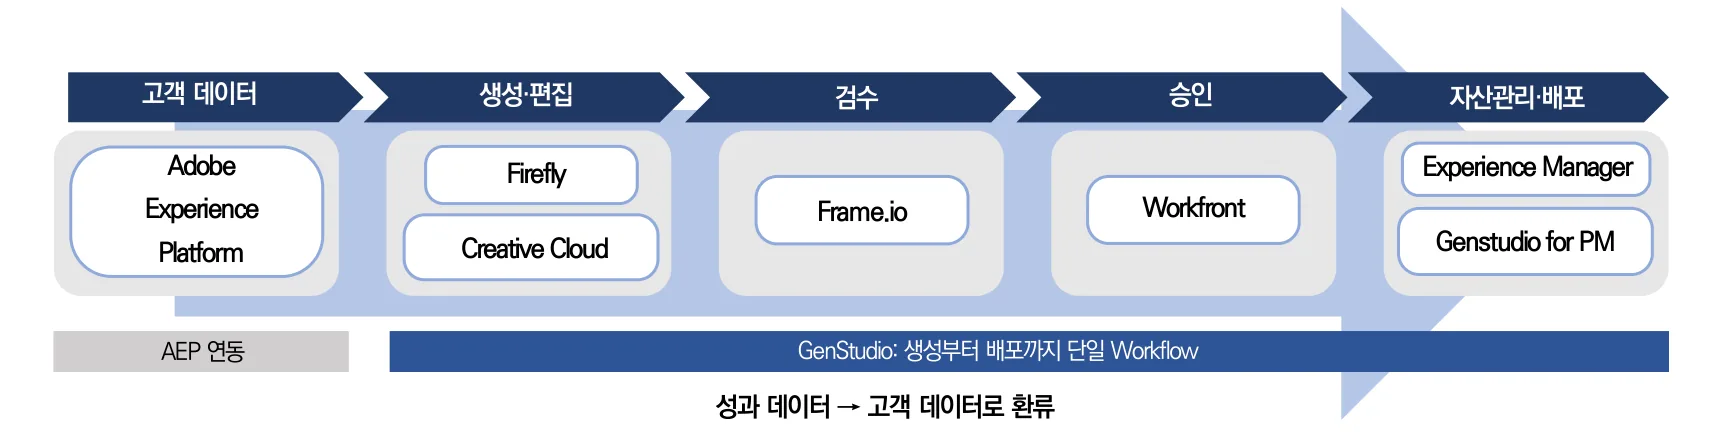 고객 데이터
생성·편집
검수
승인
자산관리·배포
Adobe
Experience
Platform
Firefly
Creative Cloud
Frame.io
Workfront
Experience Manager
Genstudio for PM
AEP 연동
GenStudio: 생성부터 배포까지 단일 Workflow
성과 데이터 → 고객 데이터로 환류